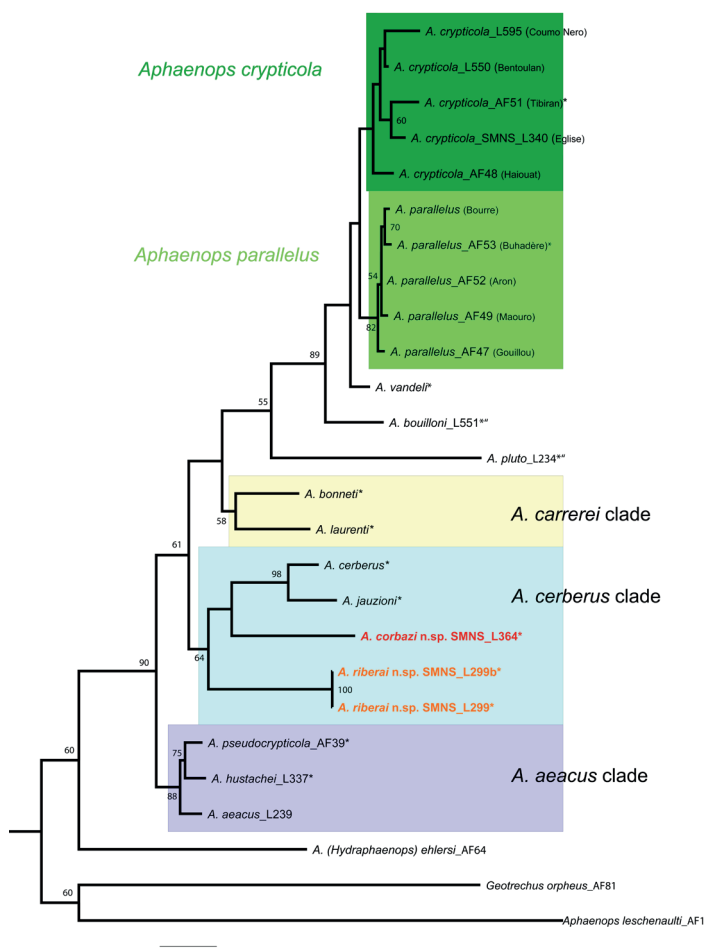 A. crypticola_L595 (Coumo Nero)
Aphaenops crypticola
A. crypticola_L550 (Bentoulan)
A. crypticola_AF51 (Tibiran)*
60
A. crypticola_SMNS_L340 (Eglise)
A. crypticola_AF48 (Haiouat)
A. parallelus (Bourre)
70
Aphaenops parallelus
A. parallelus_AF53 (Buhadère)*
54
A. parallelus_AF52 (Aron)
A. parallelus_AF49 (Maouro)
82
A. parallelus_AF47 (Gouillou)
89
A. vandeli*
55
A. bouilloni_L551*“
A. pluto_L234*“
A. bonneti*
A. carrerei clade
58
A. laurenti*
61
A. cerberus*
98
A. cerberus clade
A. jauzioni*
A. corbazi n.sp. SMNS_L364*
64
90
A. riberai n.sp. SMNS_L299b*
100
A. riberai n.sp. SMNS_L299*
A. pseudocrypticola_AF39*
75
60
A. hustachei_L337*
A. aeacus clade
88
A. aeacus_L239
A. (Hydraphaenops) ehlersi_AF64
Geotrechus orpheus_AF81
60
Aphaenops leschenaulti_AF1